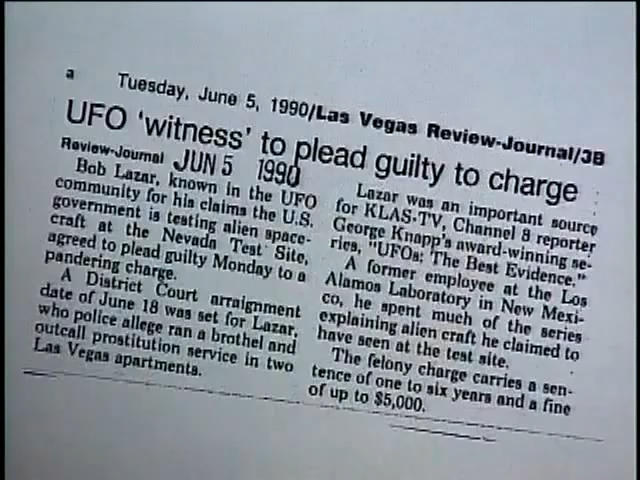 a
Tuesday, June 5, 1990/Las Vegas Review-Journal/3B
UFO 'witness' to plead guilty to charge
Review-Journal JUN 5 1990
Bob Lazar, known in the UFO
community for his claims the U.S.
government is testing alien space-
craft at the Nevada Test Site,
agreed to plead guilty Monday to a
pandering charge.
A District Court arraignment
date of June 18 was set for Lazar,
who police allege ran a brothel and
outcall prostitution service in two
Las Vegas apartments.
Lazar was an important source
for KLAS-TV, Channel 8 reporter
George Knapp's award-winning se-
ries, "UFOs: The Best Evidence."
A former employee at the Los
Alamos Laboratory in New Mexi-
co, he spent much of the series
explaining alien craft he claimed to
have seen at the test site.
The felony charge carries a sen-
tence of one to six years and a fine
of up to $5,000.